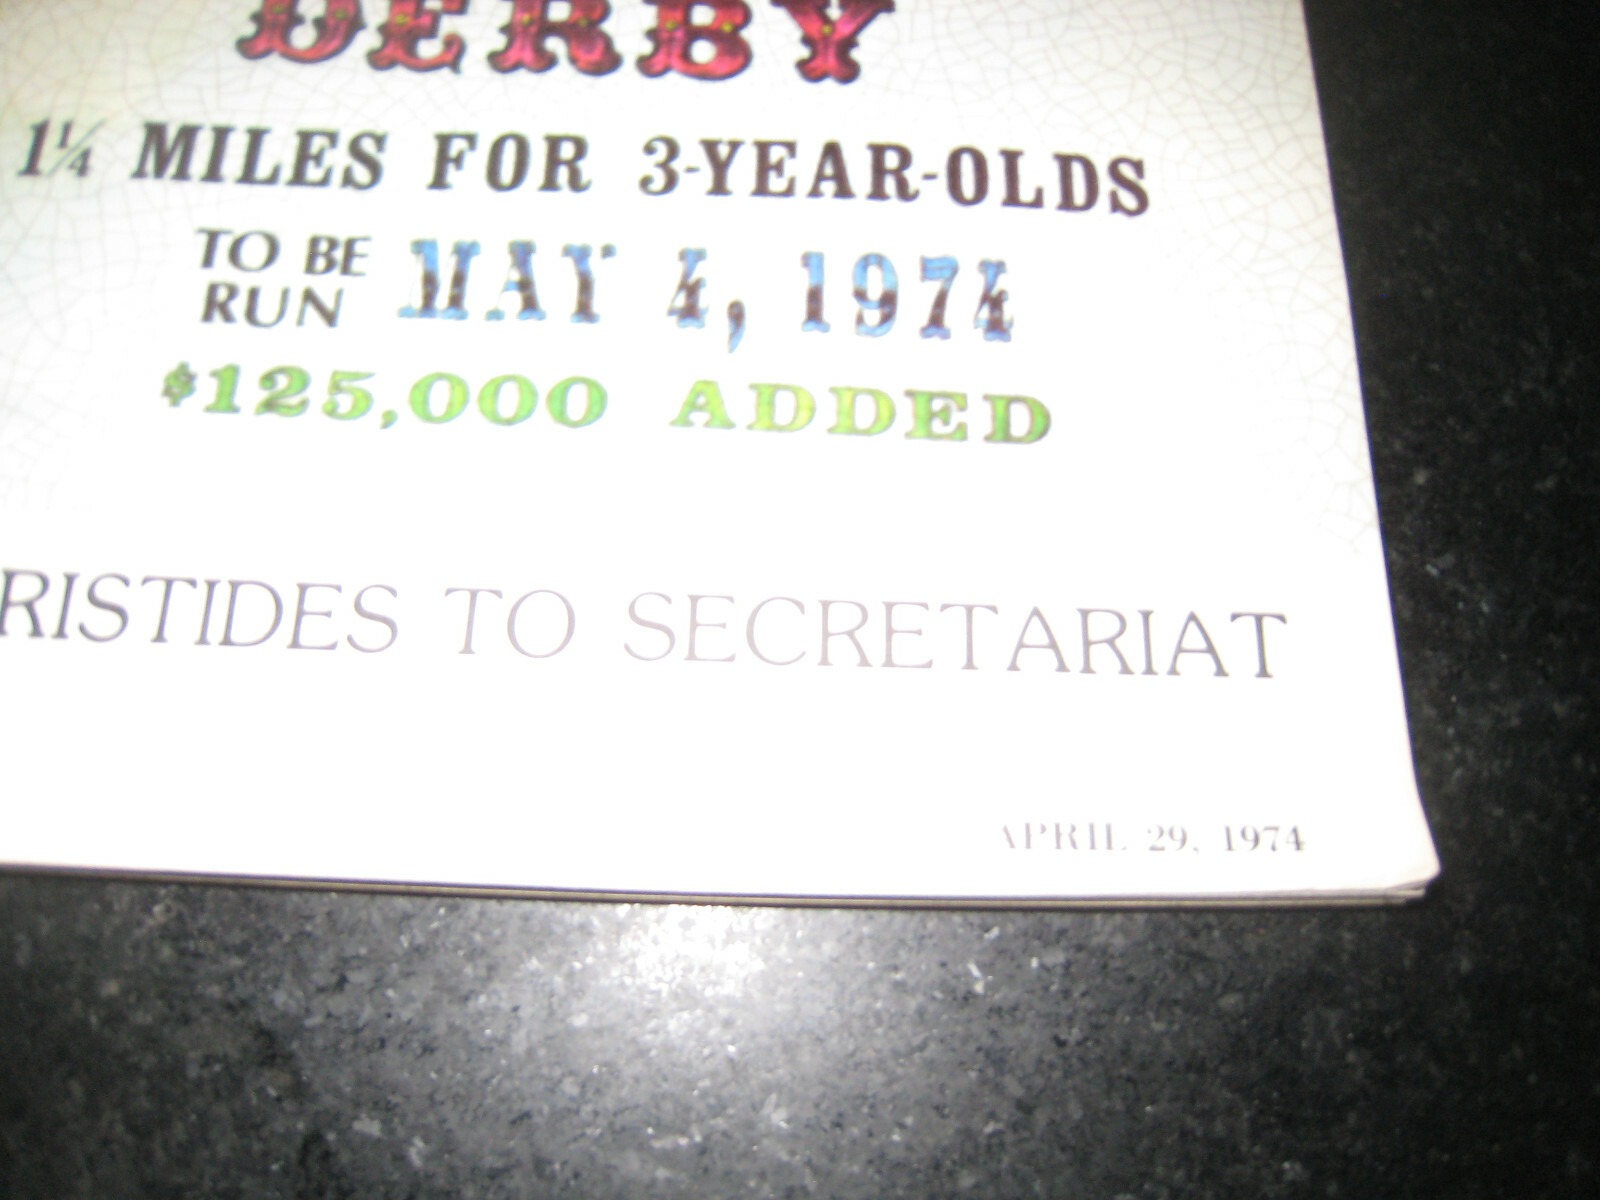 DERBY
1¼ MILES FOR 3-YEAR-OLDS
TO BE RUN MAY 4, 1974
$125,000 ADDED
RISTIDES TO SECRETARIAT
APRIL 29, 1974